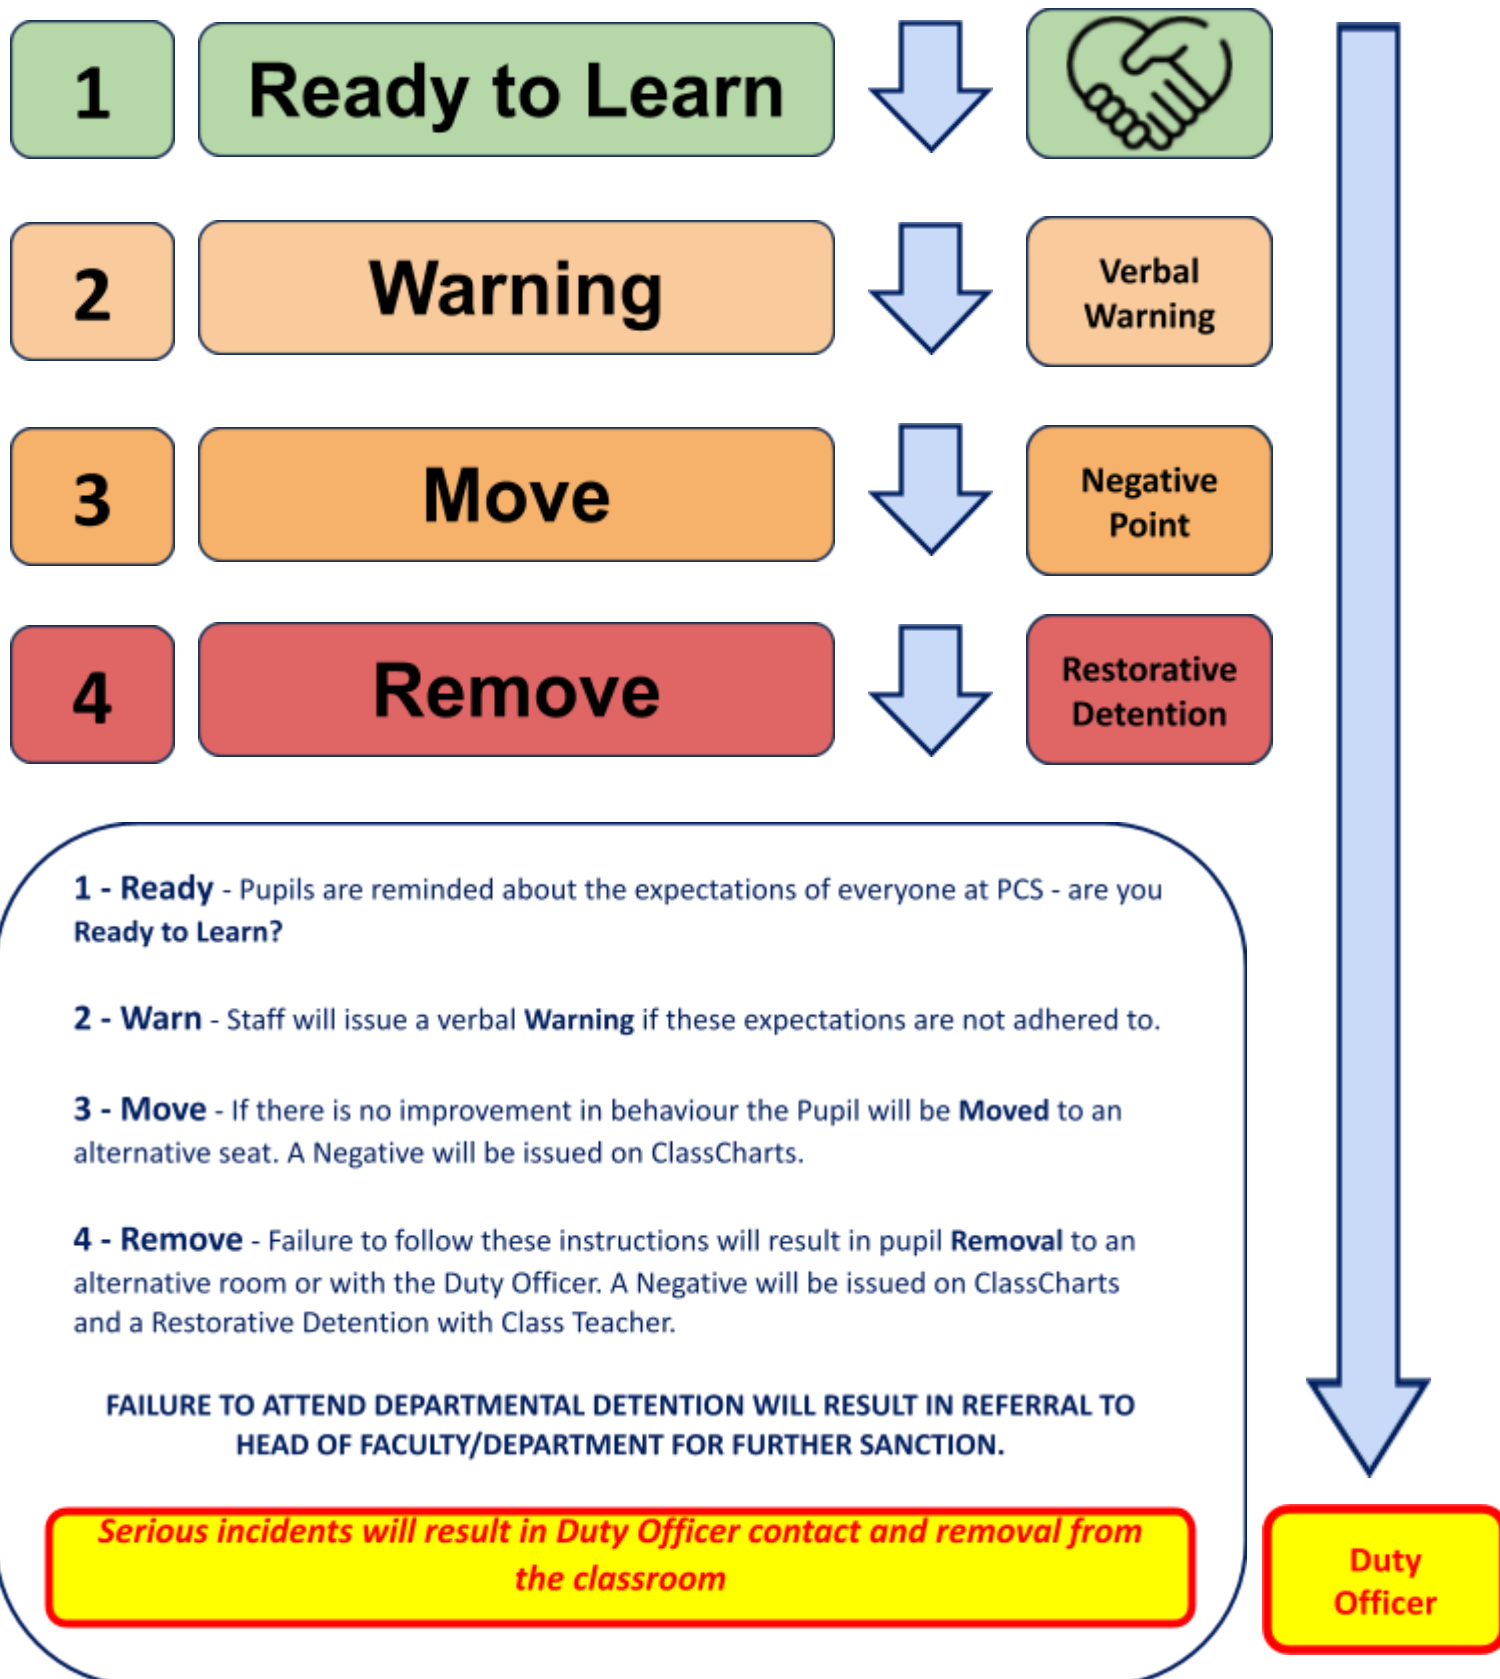 1
Ready to Learn
2
Warning
Verbal
Warning
3
Move
Negative
Point
4
Remove
Restorative
Detention
1 - Ready - Pupils are reminded about the expectations of everyone at PCS - are you
Ready to Learn?
2 - Warn - Staff will issue a verbal Warning if these expectations are not adhered to.
3 - Move - If there is no improvement in behaviour the Pupil will be Moved to an
alternative seat. A Negative will be issued on ClassCharts.
4 - Remove - Failure to follow these instructions will result in pupil Removal to an
alternative room or with the Duty Officer. A Negative will be issued on ClassCharts
and a Restorative Detention with Class Teacher.
FAILURE TO ATTEND DEPARTMENTAL DETENTION WILL RESULT IN REFERRAL TO
HEAD OF FACULTY/DEPARTMENT FOR FURTHER SANCTION.
Serious incidents will result in Duty Officer contact and removal from
the classroom
Duty
Officer